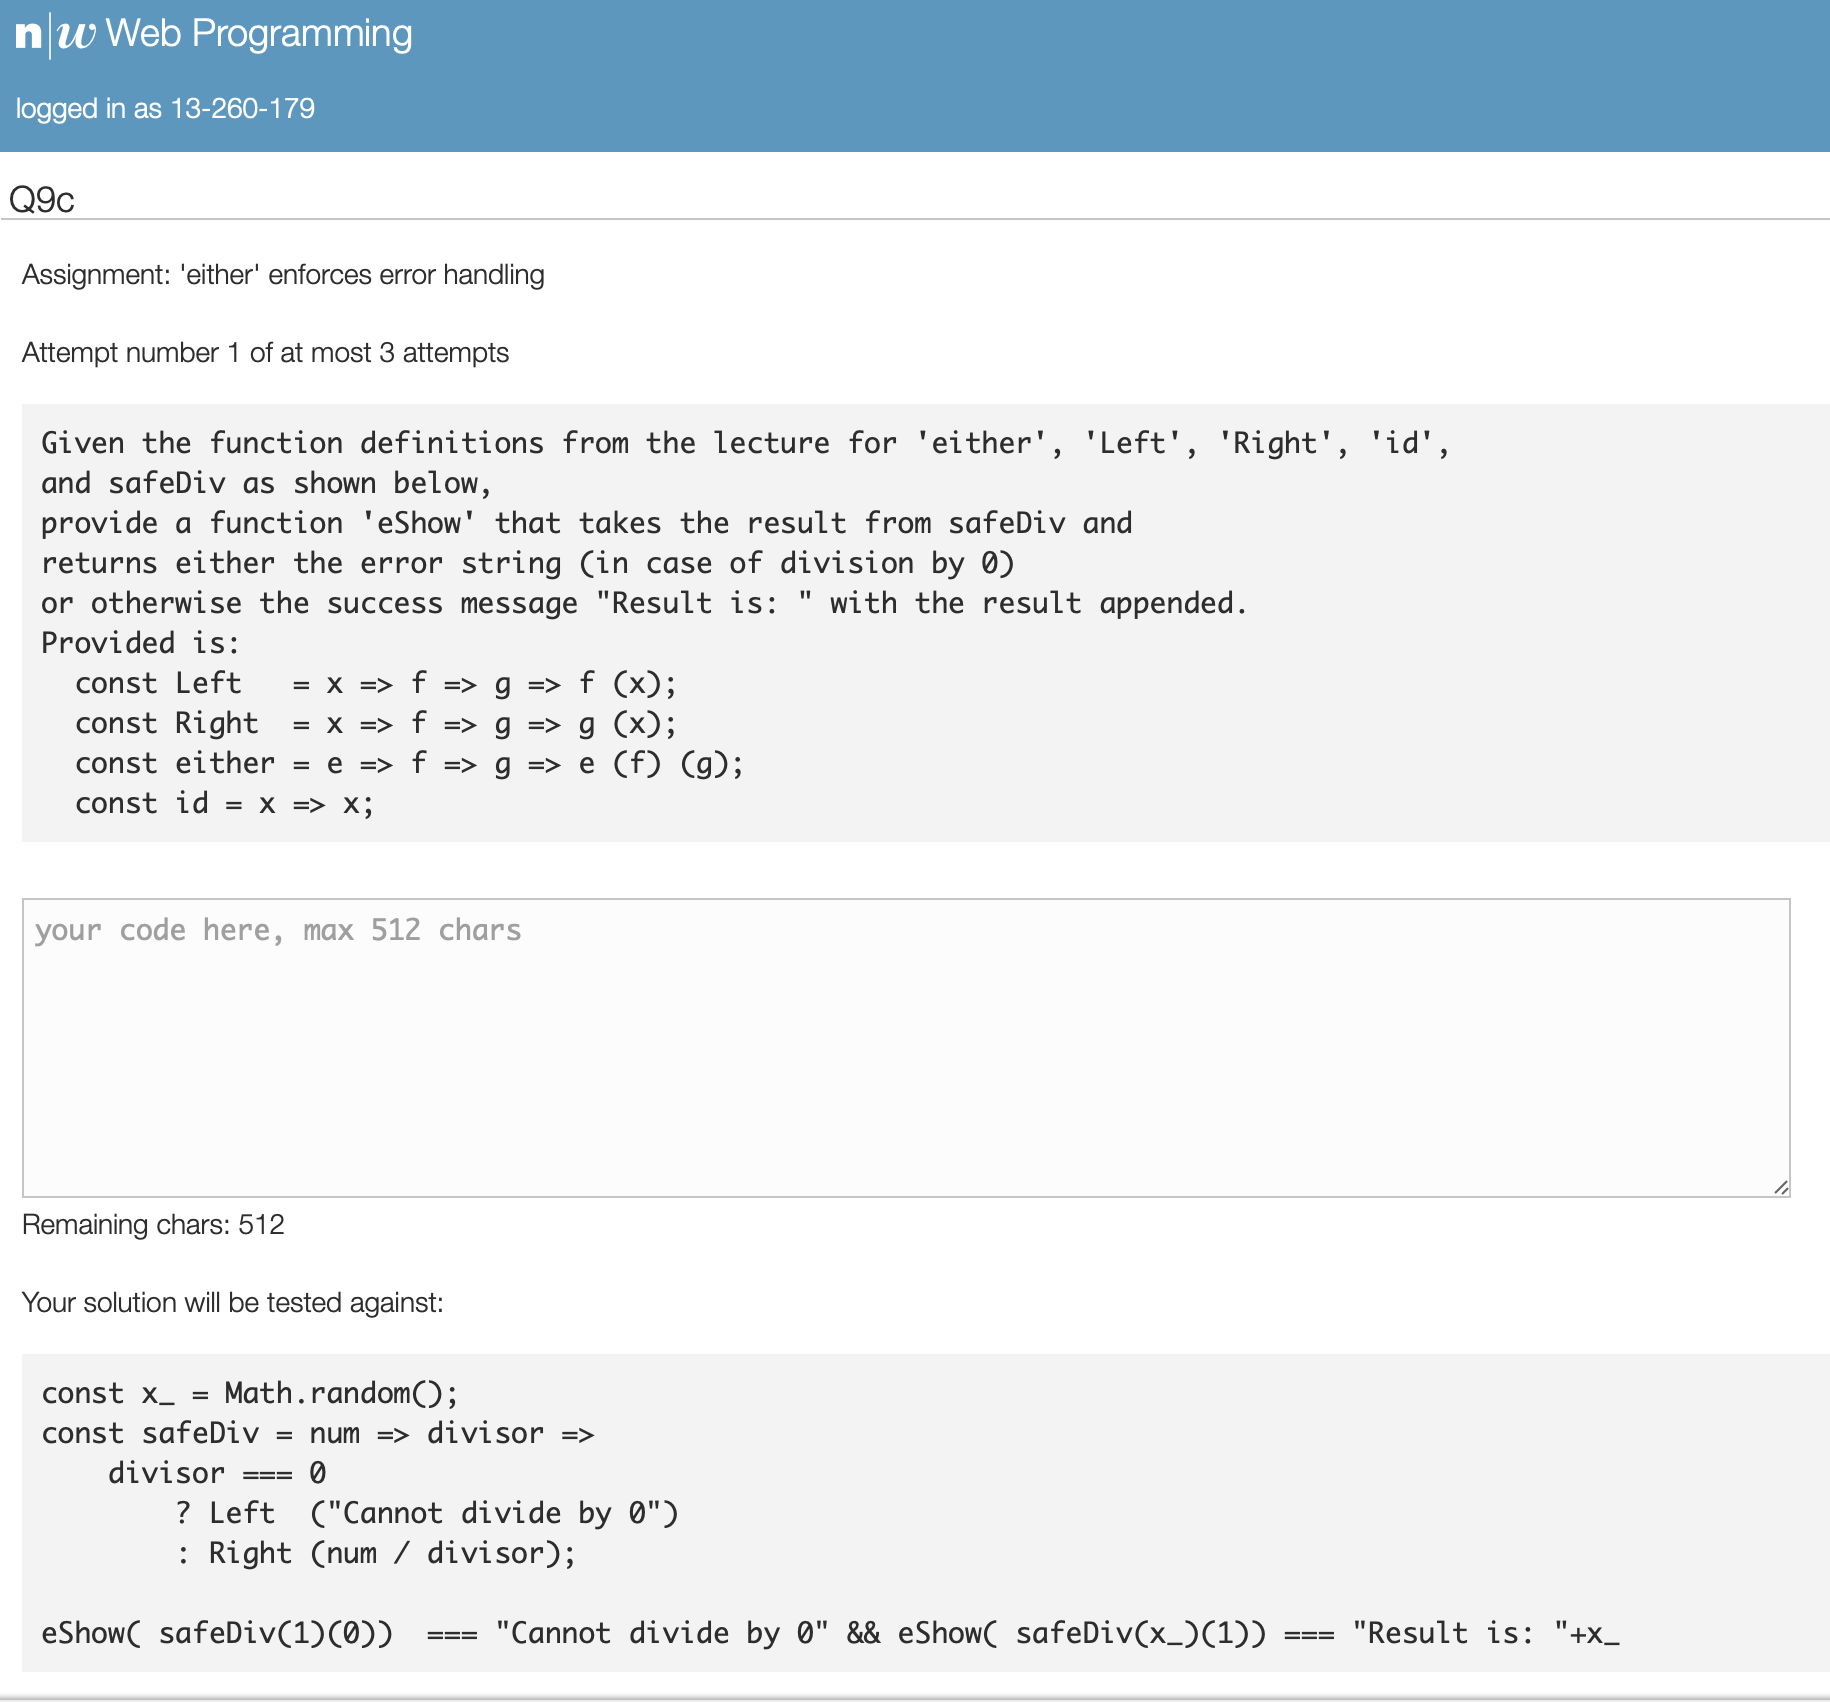 n|w Web Programming
logged in as 13-260-179
Q9c
Assignment: 'either' enforces error handling
Attempt number 1 of at most 3 attempts
Given the function definitions from the lecture for 'either', 'Left', 'Right', 'id',
and safeDiv as shown below,
provide a function 'eShow' that takes the result from safeDiv and
returns either the error string (in case of division by 0)
or otherwise the success message "Result is: " with the result appended.
Provided is:
  const Left   = x => f => g => f (x);
  const Right  = x => f => g => g (x);
  const either = e => f => g => e (f) (g);
  const id = x => x;
your code here, max 512 chars
Remaining chars: 512
Your solution will be tested against:
const x_ = Math.random();
const safeDiv = num => divisor =>
    divisor === 0
        ? Left  ("Cannot divide by 0")
        : Right (num / divisor);
eShow( safeDiv(1)(0))  === "Cannot divide by 0" && eShow( safeDiv(x_)(1)) === "Result is: "+x_